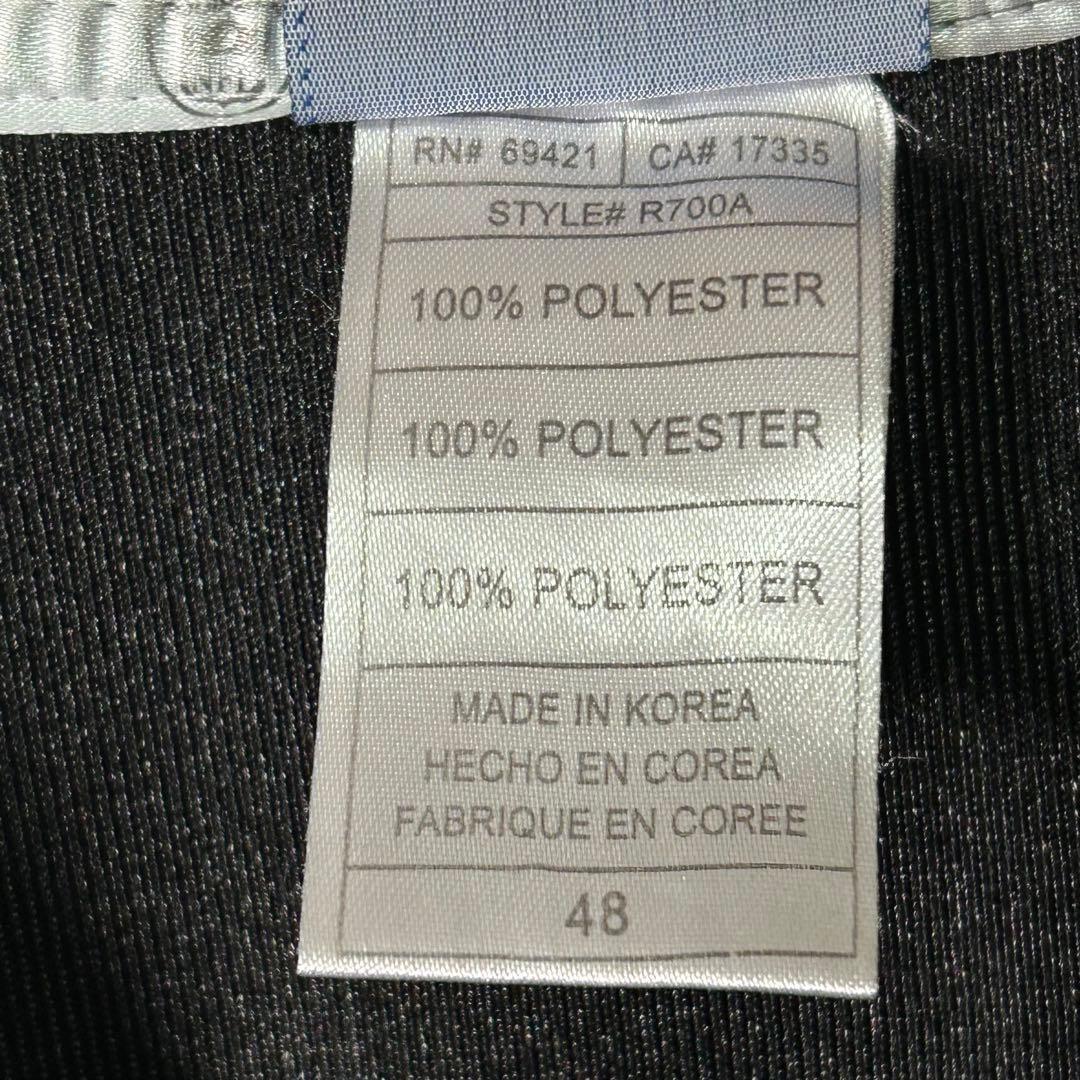 NFL
RN# 69421 CA# 17335
STYLE# R700A
100% POLYESTER
100% POLYESTER
100% POLYESTER
MADE IN KOREA
HECHO EN COREA
FABRIQUE EN COREE
48